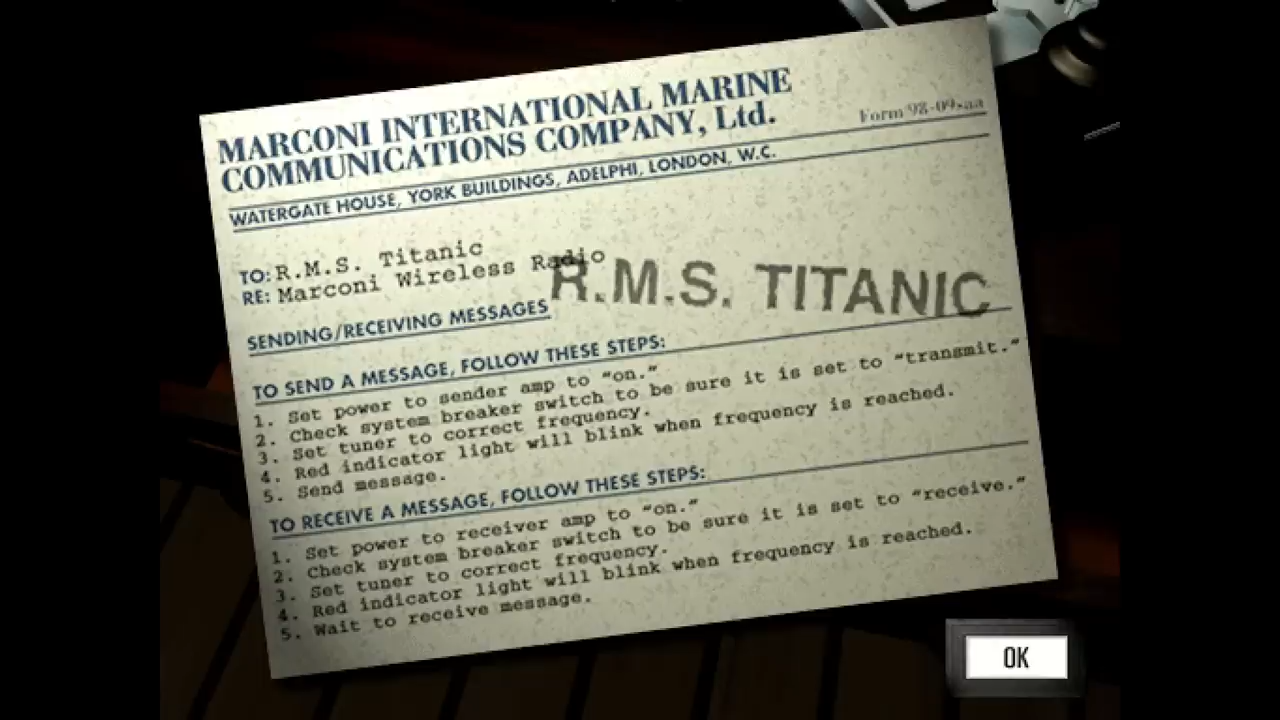 MARCONI INTERNATIONAL MARINE
COMMUNICATIONS COMPANY, Ltd.
Form 98-09-aa
WATERGATE HOUSE, YORK BUILDINGS, ADELPHI, LONDON, W.C.
TO: R.M.S. Titanic
RE: Marconi Wireless Radio
R.M.S. TITANIC
SENDING/RECEIVING MESSAGES
TO SEND A MESSAGE, FOLLOW THESE STEPS:
1. Set power to sender amp to “on.”
2. Check system breaker switch to be sure it is set to “transmit.”
3. Set tuner to correct frequency.
4. Red indicator light will blink when frequency is reached.
5. Send message.
TO RECEIVE A MESSAGE, FOLLOW THESE STEPS:
1. Set power to receiver amp to “on.”
2. Check system breaker switch to be sure it is set to “receive.”
3. Set tuner to correct frequency.
4. Red indicator light will blink when frequency is reached.
5. Wait to receive message.
OK